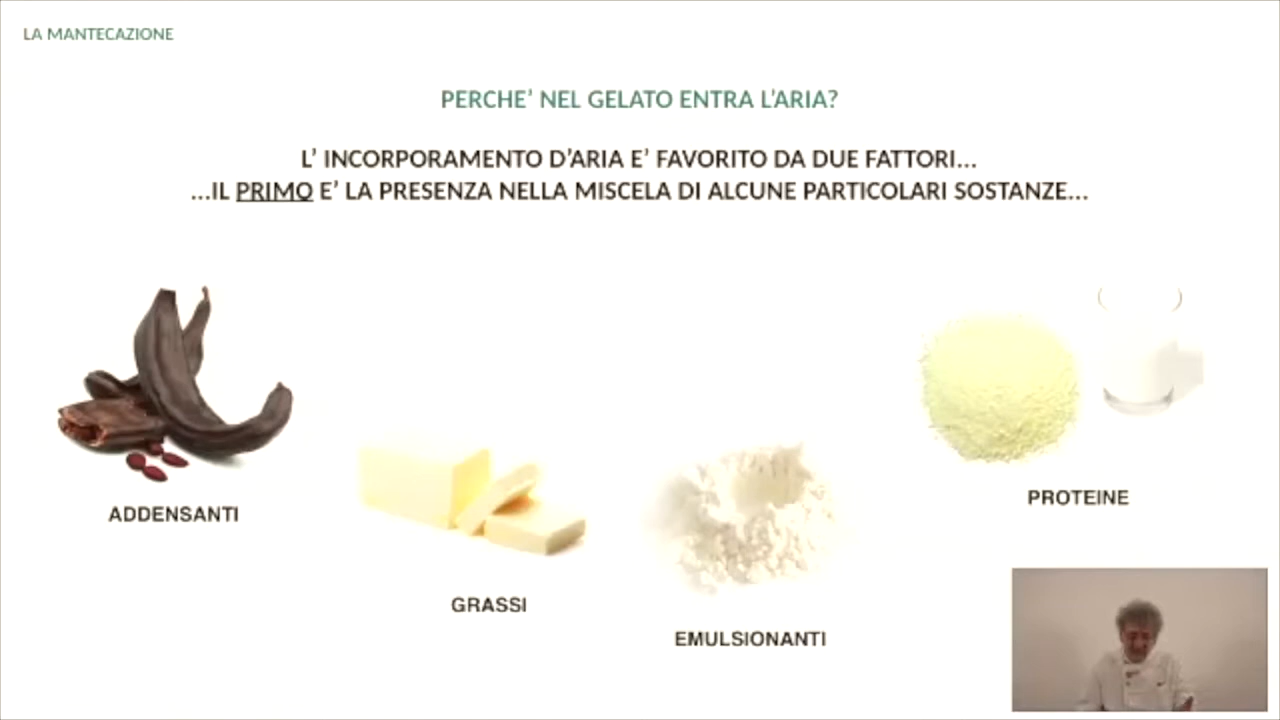 LA MANTECAZIONE
PERCHE’ NEL GELATO ENTRA L’ARIA?
L’ INCORPORAMENTO D’ARIA E’ FAVORITO DA DUE FATTORI...
...IL PRIMO E’ LA PRESENZA NELLA MISCELA DI ALCUNE PARTICOLARI SOSTANZE...
ADDENSANTI
GRASSI
EMULSIONANTI
PROTEINE